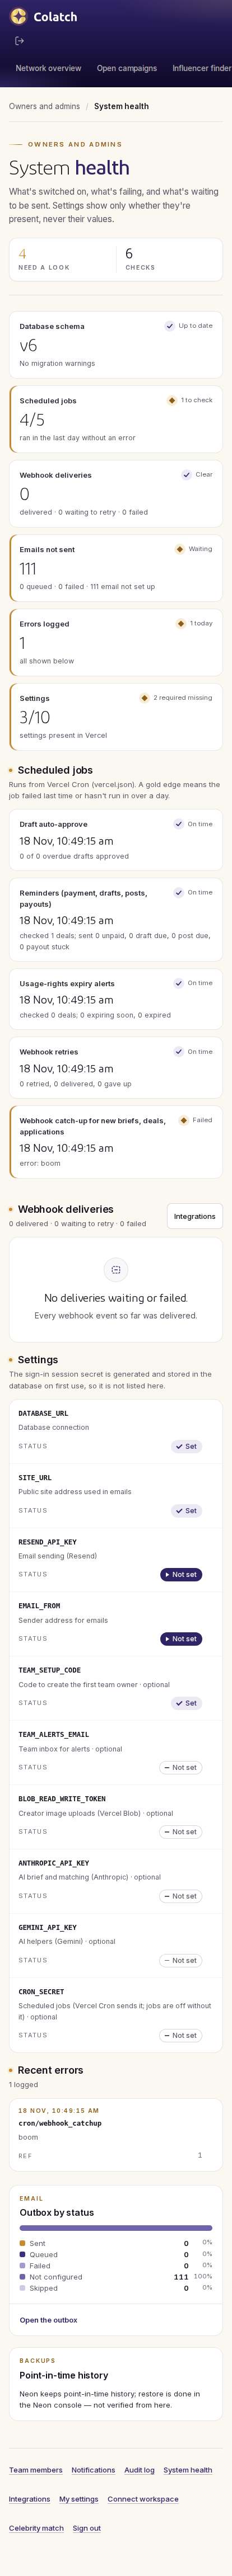 Colatch
Network overview Open campaigns Influencer finder
Owners and admins / System health
OWNERS AND ADMINS
System health
What's switched on, what's failing, and what's waiting
to be sent. Settings show only whether they're
present, never their values.
4 6
NEED A LOOK CHECKS
Database schema Up to date
v6
No migration warnings
Scheduled jobs 1 to check
4/5
ran in the last day without an error
Webhook deliveries Clear
0
delivered · 0 waiting to retry · 0 failed
Emails not sent Waiting
111
0 queued · 0 failed · 111 email not set up
Errors logged 1 today
1
all shown below
Settings 2 required missing
3/10
settings present in Vercel
Scheduled jobs
Runs from Vercel Cron (vercel.json). A gold edge means the
job failed last time or hasn't run in over a day.
Draft auto-approve On time
18 Nov, 10:49:15 am
0 of 0 overdue drafts approved
Reminders (payment, drafts, posts, On time
payouts)
18 Nov, 10:49:15 am
checked 1 deals; sent 0 unpaid, 0 draft due, 0 post due,
0 payout stuck
Usage-rights expiry alerts On time
18 Nov, 10:49:15 am
checked 0 deals; 0 expiring soon, 0 expired
Webhook retries On time
18 Nov, 10:49:15 am
0 retried, 0 delivered, 0 gave up
Webhook catch-up for new briefs, deals, Failed
applications
18 Nov, 10:49:15 am
error: boom
Webhook deliveries
0 delivered · 0 waiting to retry · 0 failed
Integrations
No deliveries waiting or failed.
Every webhook event so far was delivered.
Settings
The sign-in session secret is generated and stored in the
database on first use, so it is not listed here.
DATABASE_URL
Database connection
STATUS Set
SITE_URL
Public site address used in emails
STATUS Set
RESEND_API_KEY
Email sending (Resend)
STATUS Not set
EMAIL_FROM
Sender address for emails
STATUS Not set
TEAM_SETUP_CODE
Code to create the first team owner · optional
STATUS Set
TEAM_ALERTS_EMAIL
Team inbox for alerts · optional
STATUS Not set
BLOB_READ_WRITE_TOKEN
Creator image uploads (Vercel Blob) · optional
STATUS Not set
ANTHROPIC_API_KEY
AI brief and matching (Anthropic) · optional
STATUS Not set
GEMINI_API_KEY
AI helpers (Gemini) · optional
STATUS Not set
CRON_SECRET
Scheduled jobs (Vercel Cron sends it; jobs are off without
it) · optional
STATUS Not set
Recent errors
1 logged
18 NOV, 10:49:15 AM
cron/webhook_catchup
boom
REF 1
EMAIL
Outbox by status
Sent 0 0%
Queued 0 0%
Failed 0 0%
Not configured 111 100%
Skipped 0 0%
Open the outbox
BACKUPS
Point-in-time history
Neon keeps point-in-time history; restore is done in
the Neon console — not verified from here.
Team members Notifications Audit log System health
Integrations My settings Connect workspace
Celebrity match Sign out